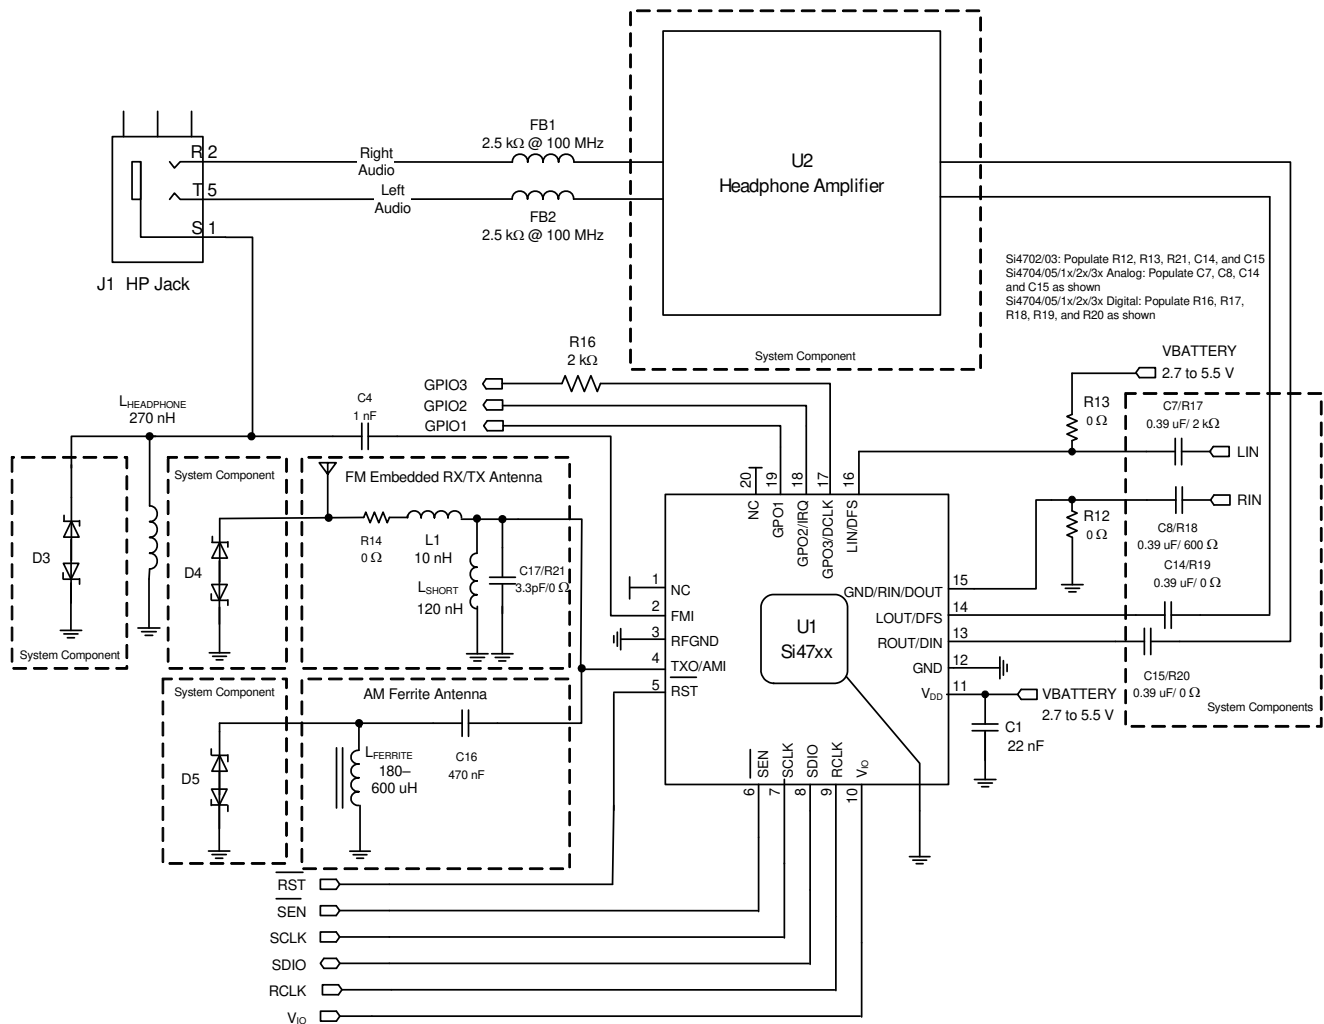 FB1
2.5 kΩ @ 100 MHz
R 2
Right
Audio
T 5
Left
Audio
FB2
2.5 kΩ @ 100 MHz
S 1
J1 HP Jack
U2
Headphone Amplifier
System Component
Si4702/03: Populate R12, R13, R21, C14, and C15
Si4704/05/1x/2x/3x Analog: Populate C7, C8, C14
and C15 as shown
Si4704/05/1x/2x/3x Digital: Populate R16, R17,
R18, R19, and R20 as shown
R16
2 kΩ
GPIO3
GPIO2
GPIO1
VBATTERY
2.7 to 5.5 V
R13
0 Ω
C7/R17
0.39 uF/ 2 kΩ
LIN
RIN
R12
0 Ω
C8/R18
0.39 uF/ 600 Ω
C14/R19
0.39 uF/ 0 Ω
C15/R20
0.39 uF/ 0 Ω
System Components
LHEADPHONE
270 nH
C4
1 nF
System Component
D3
System Component
D4
FM Embedded RX/TX Antenna
R14
0 Ω
L1
10 nH
LSHORT
120 nH
C17/R21
3.3pF/0 Ω
System Component
D5
AM Ferrite Antenna
LFERRITE
180–
600 uH
C16
470 nF
20
19
18
17
16
NC
GPO1
GPO2/IRQ
GPO3/DCLK
LIN/DFS
1
NC
2
FMI
3
RFGND
4
TXO/AMI
5
RST
U1
Si47xx
GND/RIN/DOUT
15
LOUT/DFS
14
ROUT/DIN
13
GND
12
VDD
11
VBATTERY
2.7 to 5.5 V
C1
22 nF
SEN
SCLK
SDIO
RCLK
VIO
6
7
8
9
10
RST
SEN
SCLK
SDIO
RCLK
VIO